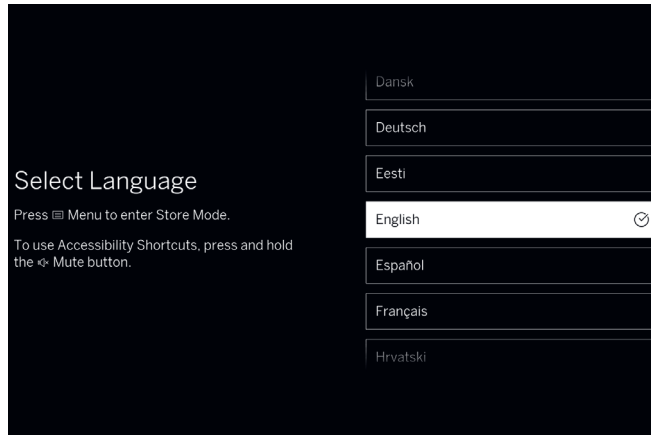 Select Language
Press Menu to enter Store Mode.
To use Accessibility Shortcuts, press and hold
the Mute button.
Dansk
Deutsch
Eesti
English
Español
Français
Hrvatski